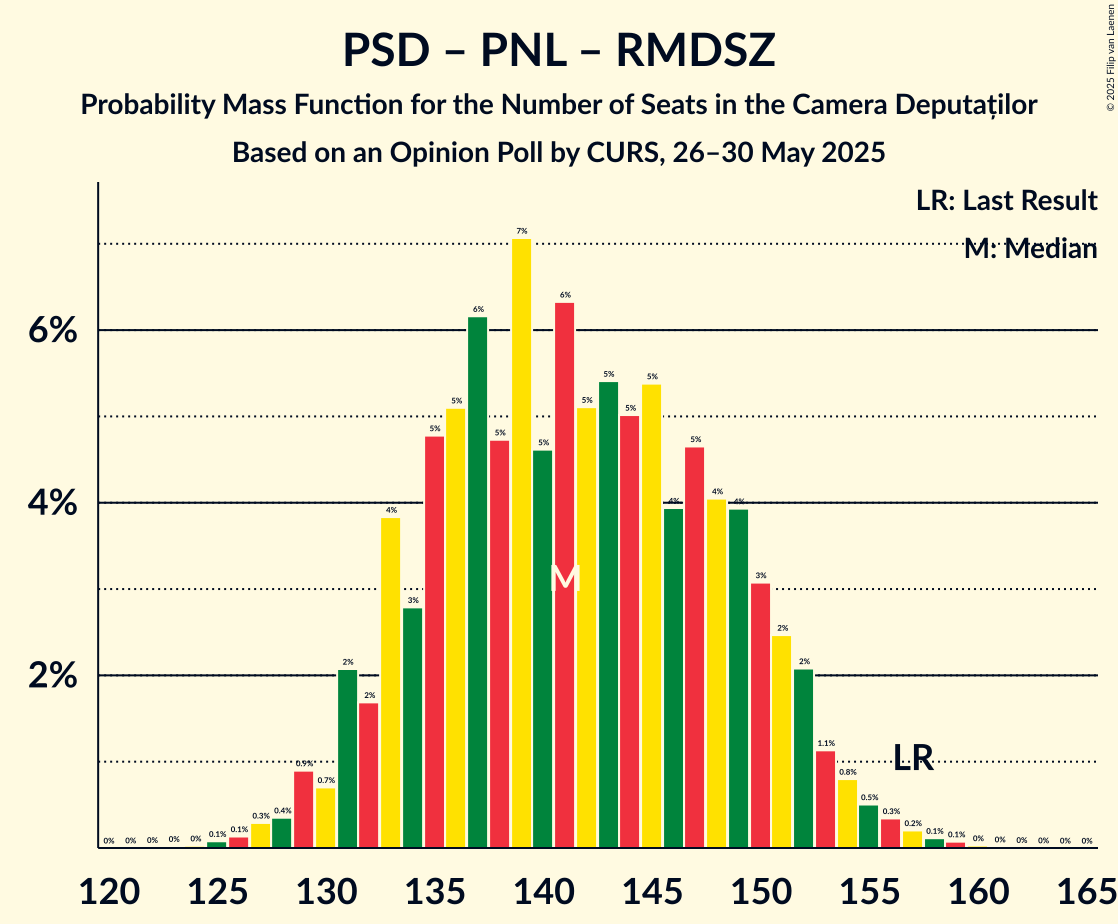 © 2025 Filip van Laenen
PSD – PNL – RMDSZ
Probability Mass Function for the Number of Seats in the Camera Deputaților
Based on an Opinion Poll by CURS, 26–30 May 2025
LR: Last Result
M: Median
6%
4%
2%
0% 0% 0% 0% 0% 0.1% 0.1% 0.3% 0.4% 0.9% 0.7% 2% 2% 4% 3% 5% 5% 6% 5% 7% 5% 6% 5% 5% 5% 5% 4% 5% 4% 4% 3% 2% 2% 1.1% 0.8% 0.5% 0.3% 0.2% 0.1% 0.1% 0% 0% 0% 0% 0% 0%
M
LR
120 125 130 135 140 145 150 155 160 165